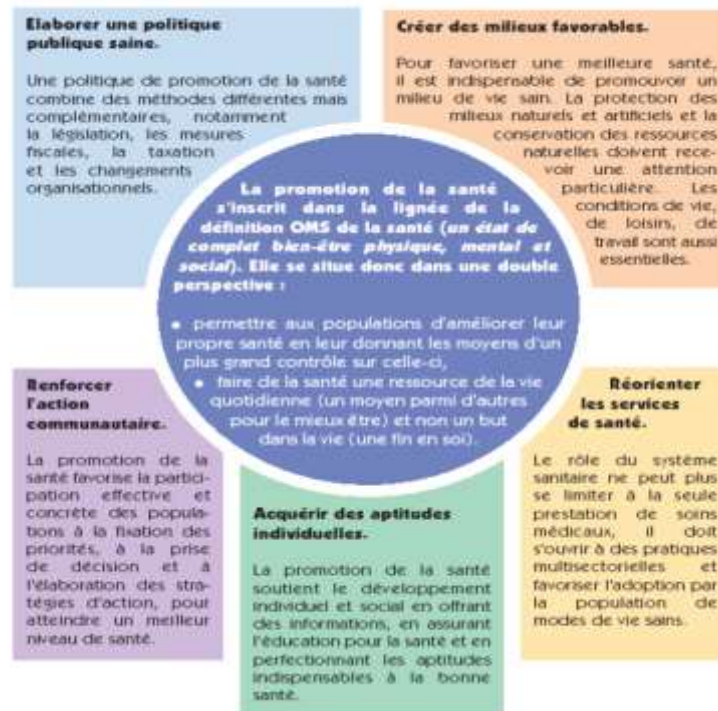 Elaborer une politique
publique saine.
Une politique de promotion de la santé
combine des méthodes différentes mais
complémentaires, notamment
la législation, les mesures
fiscales, la taxation
et les changements
organisationnels.
Créer des milieux favorables.
Pour favoriser une meilleure santé,
il est indispensable de promouvoir un
milieu de vie sain. La protection des
milieux naturels et artificiels et la
conservation des ressources
naturelles doivent rece-
voir une attention
particulière. Les
conditions de vie,
de loisirs, de
travail sont aussi
essentielles.
La promotion de la santé
s'inscrit dans la lignée de la
définition OMS de la santé (un état de
complet bien-être physique, mental et
social). Elle se situe donc dans une double
perspective :
• permettre aux populations d'améliorer leur
propre santé en leur donnant les moyens d'un
plus grand contrôle sur celle-ci,
• faire de la santé une ressource de la vie
quotidienne (un moyen parmi d'autres
pour le mieux être) et non un but
dans la vie (une fin en soi).
Renforcer
l'action
communautaire.
La promotion de la
santé favorise la partici-
pation effective et
concrète des popula-
tions à la fixation des
priorités, à la prise
de décision et à
l'élaboration des stra-
tégies d'action, pour
atteindre un meilleur
niveau de santé.
Acquérir des aptitudes
individuelles.
La promotion de la santé
soutient le développement
individuel et social en offrant
des informations, en assurant
l'éducation pour la santé et en
perfectionnant les aptitudes
indispensables à la bonne
santé.
Réorienter
les services
de santé.
Le rôle du système
sanitaire ne peut plus
se limiter à la seule
prestation de soins
médicaux, il doit
s'ouvrir à des pratiques
multisectorielles et
favoriser l'adoption par
la population de
modes de vie sains.